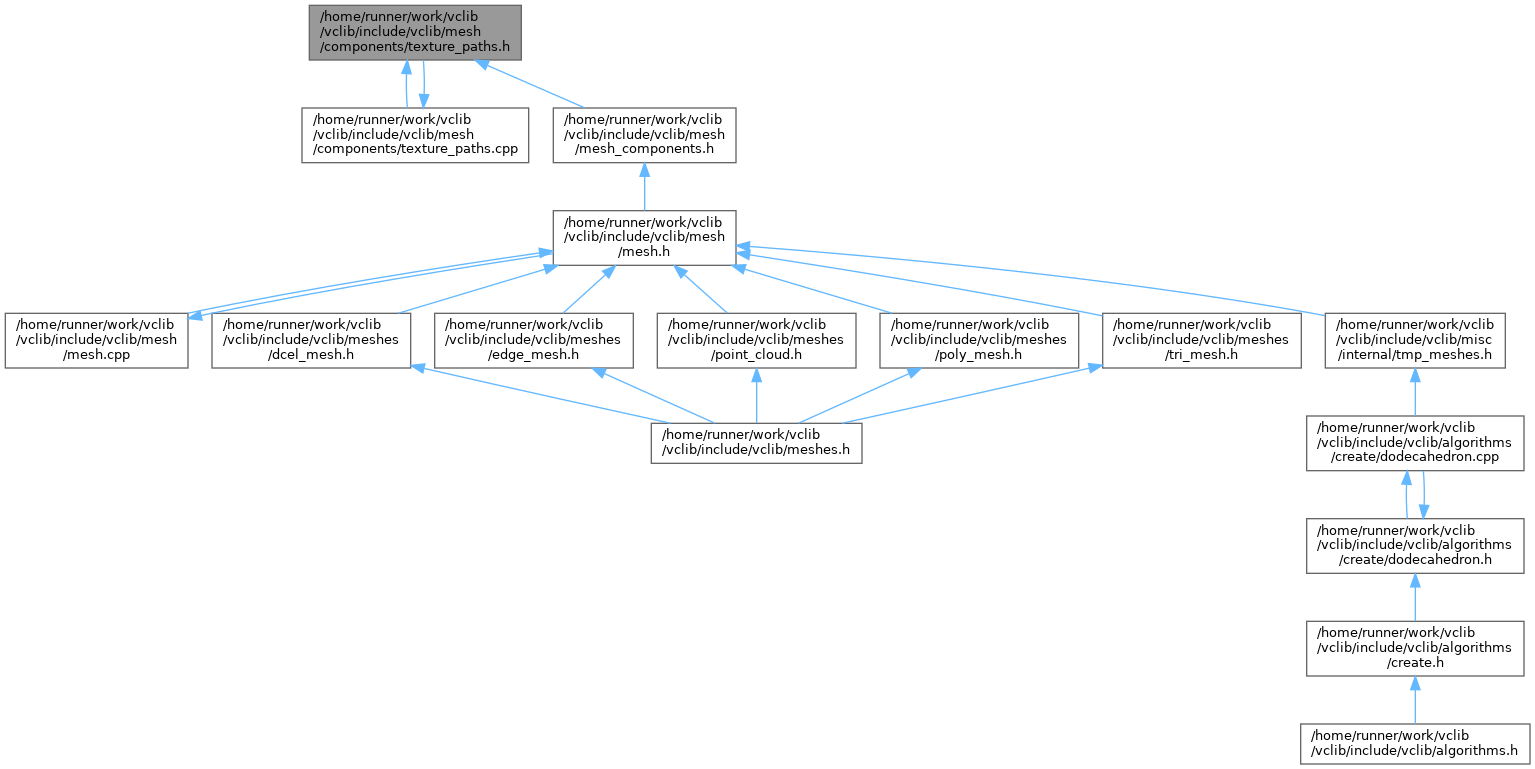 /home/runner/work/vclib
/vclib/include/vclib/mesh
/components/texture_paths.h
/home/runner/work/vclib
/vclib/include/vclib/mesh
/components/texture_paths.cpp
/home/runner/work/vclib
/vclib/include/vclib/mesh
/mesh_components.h
/home/runner/work/vclib
/vclib/include/vclib/mesh
/mesh.h
/home/runner/work/vclib
/vclib/include/vclib/mesh
/mesh.cpp
/home/runner/work/vclib
/vclib/include/vclib/meshes
/dcel_mesh.h
/home/runner/work/vclib
/vclib/include/vclib/meshes
/edge_mesh.h
/home/runner/work/vclib
/vclib/include/vclib/meshes
/point_cloud.h
/home/runner/work/vclib
/vclib/include/vclib/meshes
/poly_mesh.h
/home/runner/work/vclib
/vclib/include/vclib/meshes
/tri_mesh.h
/home/runner/work/vclib
/vclib/include/vclib/misc
/internal/tmp_meshes.h
/home/runner/work/vclib
/vclib/include/vclib/meshes.h
/home/runner/work/vclib
/vclib/include/vclib/algorithms
/create/dodecahedron.cpp
/home/runner/work/vclib
/vclib/include/vclib/algorithms
/create/dodecahedron.h
/home/runner/work/vclib
/vclib/include/vclib/algorithms
/create.h
/home/runner/work/vclib
/vclib/include/vclib/algorithms.h